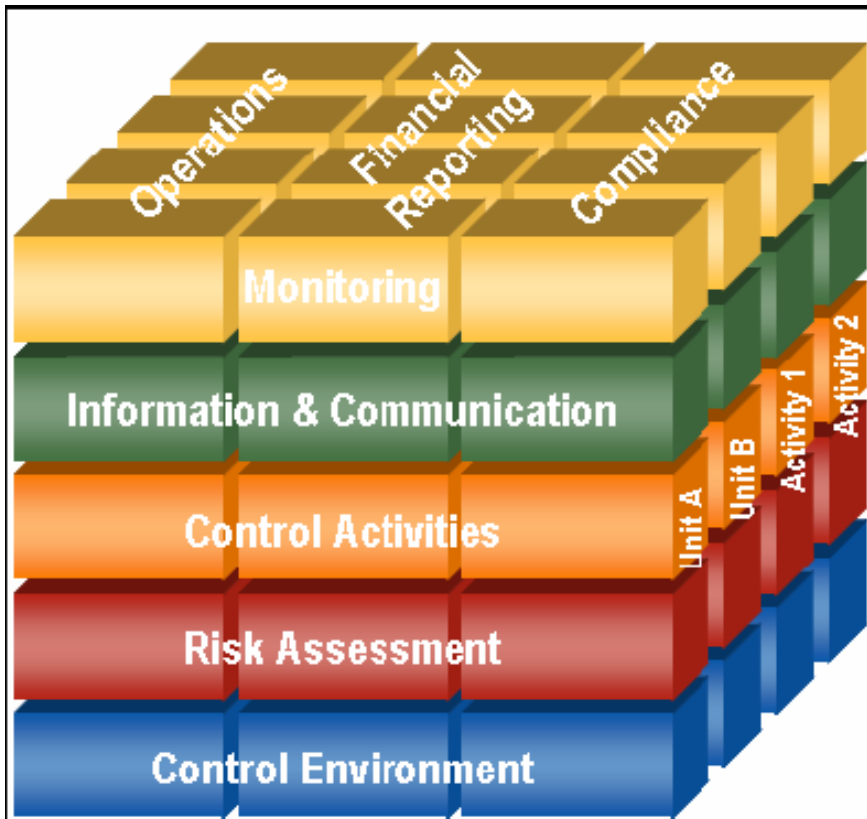 Operations
Financial
Reporting
Compliance
Monitoring
Information & Communication
Control Activities
Risk Assessment
Control Environment
Unit A
Unit B
Activity 1
Activity 2